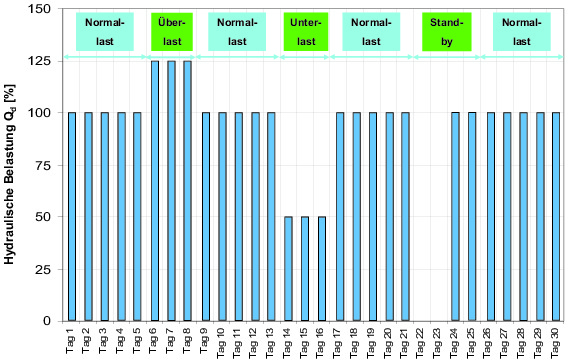 Normal-
last
Über-
last
Normal-
last
Unter-
last
Normal-
last
Stand-
by
Normal-
last
Hydraulische Belastung Qd [%]
150
125
100
75
50
25
0
Tag 1
Tag 2
Tag 3
Tag 4
Tag 5
Tag 6
Tag 7
Tag 8
Tag 9
Tag 10
Tag 11
Tag 12
Tag 13
Tag 14
Tag 15
Tag 16
Tag 17
Tag 18
Tag 19
Tag 20
Tag 21
Tag 22
Tag 23
Tag 24
Tag 25
Tag 26
Tag 27
Tag 28
Tag 29
Tag 30